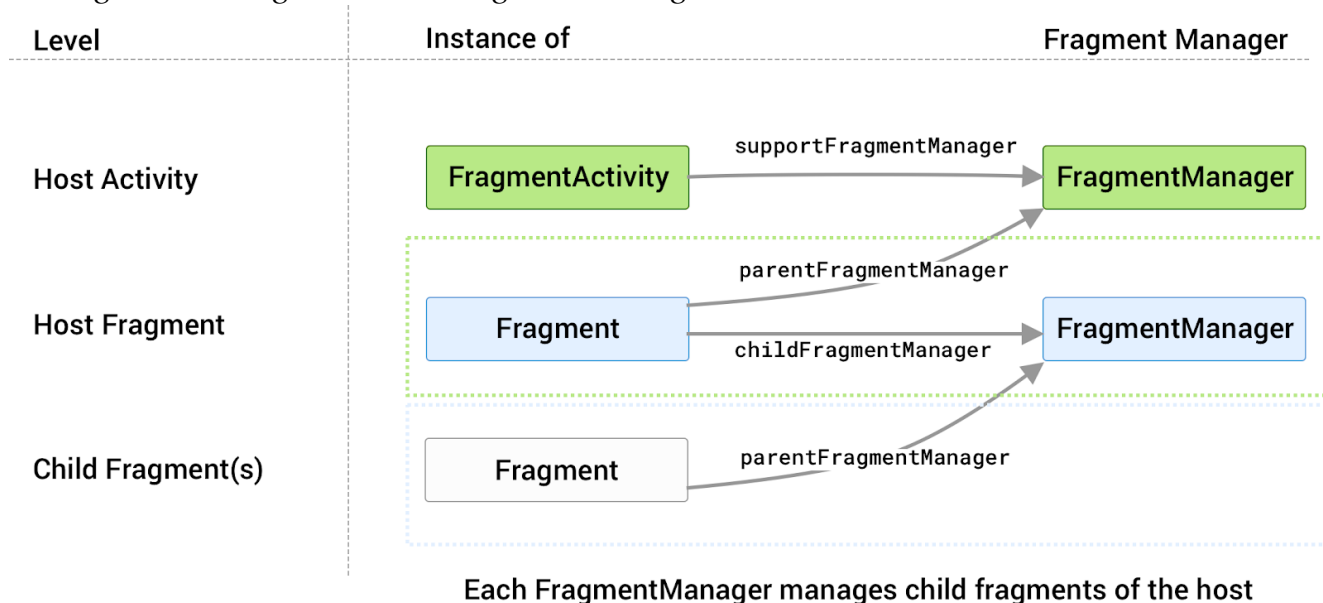 Level Instance of Fragment Manager
supportFragmentManager
Host Activity FragmentActivity FragmentManager
parentFragmentManager
Host Fragment Fragment FragmentManager
childFragmentManager
Child Fragment(s) Fragment parentFragmentManager
Each FragmentManager manages child fragments of the host